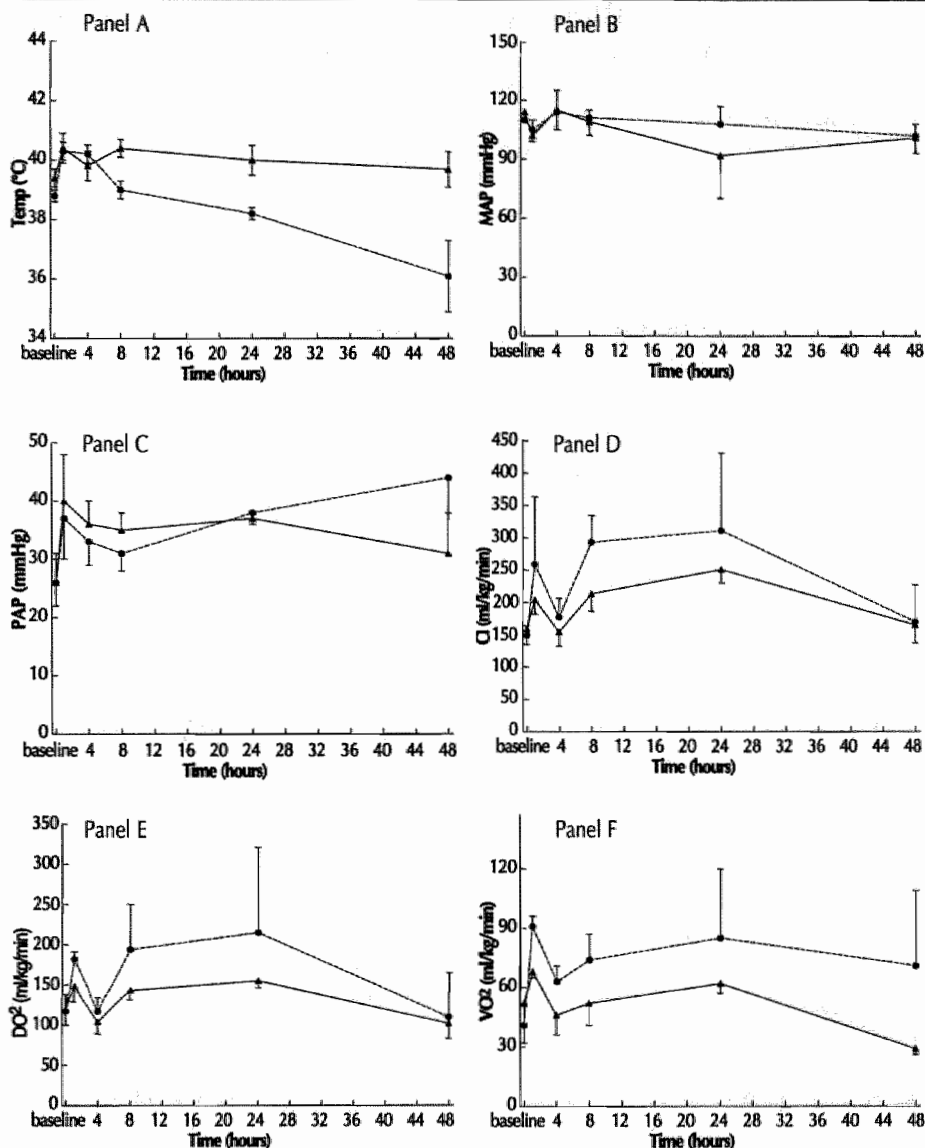 Panel A
44
42
40
38
36
34
Temp (°C)
baseline 4 8 12 16 20 24 28 32 36 40 44 48
Time (hours)
Panel B
150
120
90
60
30
0
MAP (mmHg)
baseline 4 8 12 16 20 24 28 32 36 40 44 48
Time (hours)
Panel C
50
40
30
20
10
0
PAP (mmHg)
baseline 4 8 12 16 20 24 28 32 36 40 44 48
Time (hours)
Panel D
450
400
350
300
250
200
150
100
50
0
CI (ml/kg/min)
baseline 4 8 12 16 20 24 28 32 36 40 44 48
Time (hours)
Panel E
350
300
250
200
150
100
50
0
DO² (ml/kg/min)
baseline 4 8 12 16 20 24 28 32 36 40 44 48
Time (hours)
Panel F
120
90
60
30
0
VO² (ml/kg/min)
baseline 4 8 12 16 20 24 28 32 36 40 44 48
Time (hours)